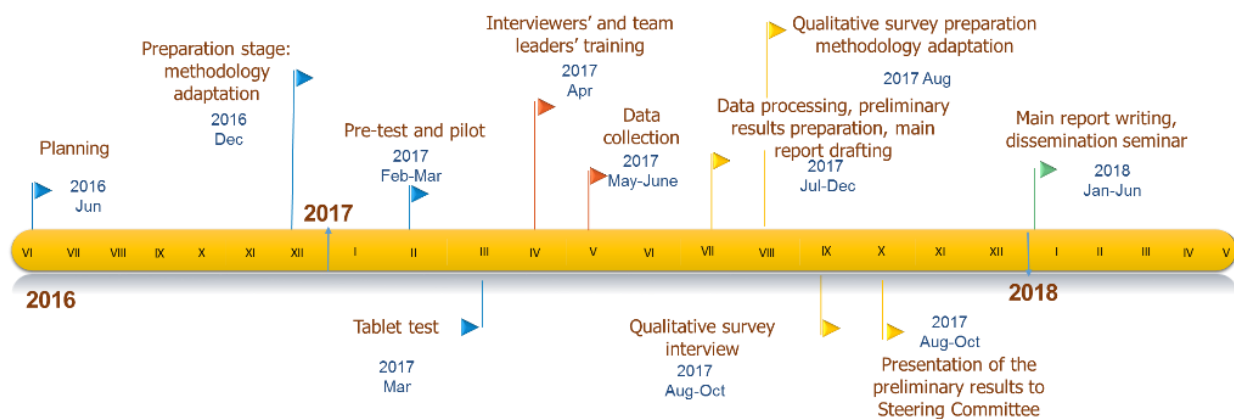 Planning
2016
Jun
Preparation stage:
methodology
adaptation
2016
Dec
Pre-test and pilot
2017
Feb-Mar
Interviewers' and team
leaders' training
2017
Apr
Data
collection
2017
May-June
Qualitative survey preparation
methodology adaptation
2017 Aug
Data processing, preliminary
results preparation, main
report drafting
2017
Jul-Dec
Main report writing,
dissemination seminar
2018
Jan-Jun
2017
VI VII VIII IX X XI XII I II III IV V VI VII VIII IX X XI XII I II III IV V
2016
2018
Tablet test
2017
Mar
Qualitative survey
interview
2017
Aug-Oct
2017
Aug-Oct
Presentation of the
preliminary results to
Steering Committee